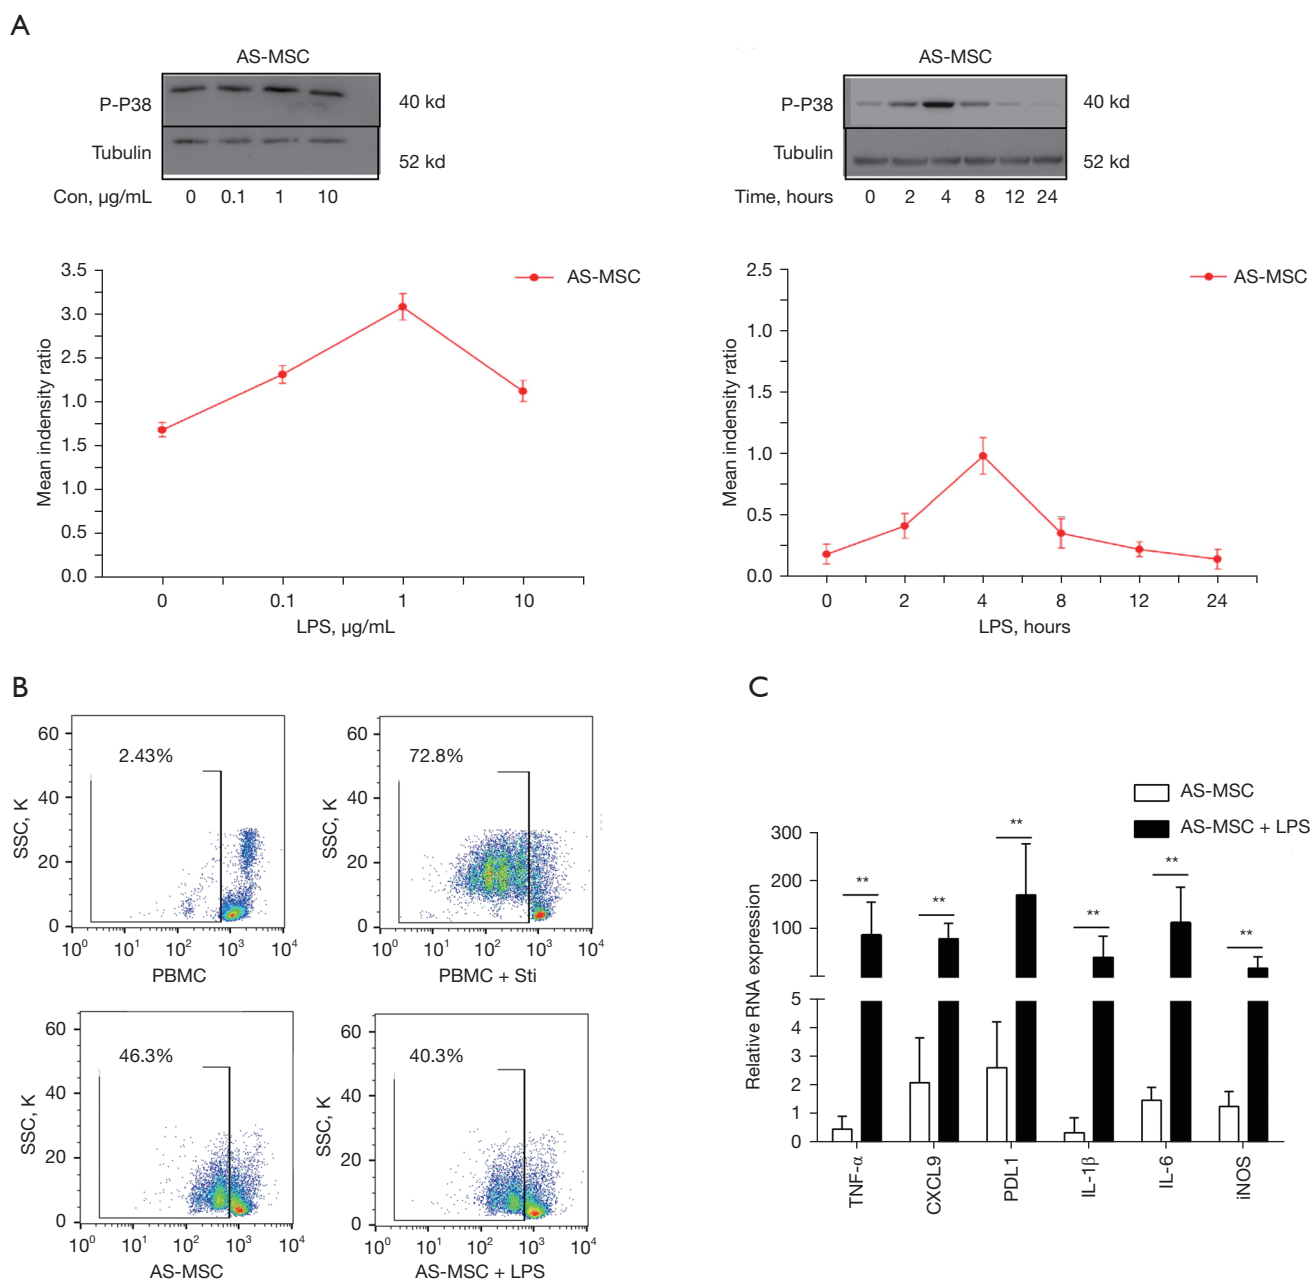 A
AS-MSC
P-P38
40 kd
Tubulin
52 kd
Con, µg/mL 0 0.1 1 10
AS-MSC
P-P38
40 kd
Tubulin
52 kd
Time, hours 0 2 4 8 12 24
3.5
3.0
2.5
1.0
1.5
1.0
0.5
0.0
Mean indensity ratio
AS-MSC
0 0.1 1 10
LPS, µg/mL
2.5
1.0
1.5
1.0
0.5
0.0
Mean indensity ratio
AS-MSC
0 2 4 8 12 24
LPS, hours
B
60
40
20
0
SSC, K
2.43%
10⁰ 10¹ 10² 10³ 10⁴
PBMC
60
40
20
0
SSC, K
72.8%
10⁰ 10¹ 10² 10³ 10⁴
PBMC + Sti
60
40
20
0
SSC, K
46.3%
10⁰ 10¹ 10² 10³ 10⁴
AS-MSC
60
40
20
0
SSC, K
40.3%
10⁰ 10¹ 10² 10³ 10⁴
AS-MSC + LPS
C
AS-MSC
AS-MSC + LPS
300
200
100
5
4
3
2
1
0
Relative RNA expression
**
**
**
**
**
**
TNF-α
CXCL9
PDL1
IL-1β
IL-6
iNOS